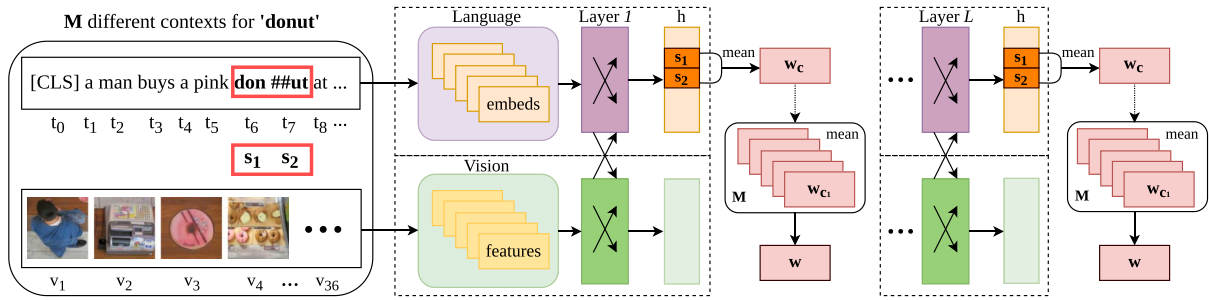 M different contexts for 'donut'
[CLS] a man buys a pink don ##ut at ...
t0 t1 t2 t3 t4 t5 t6 t7 t8 ...
s1 s2
v1 v2 v3 v4 ... v36
Language
embeds
Vision
features
Layer 1
h
s1
s2
mean
wc
mean
wc1
M
w
...
...
Layer L
h
s1
s2
mean
wc
mean
wc1
M
w